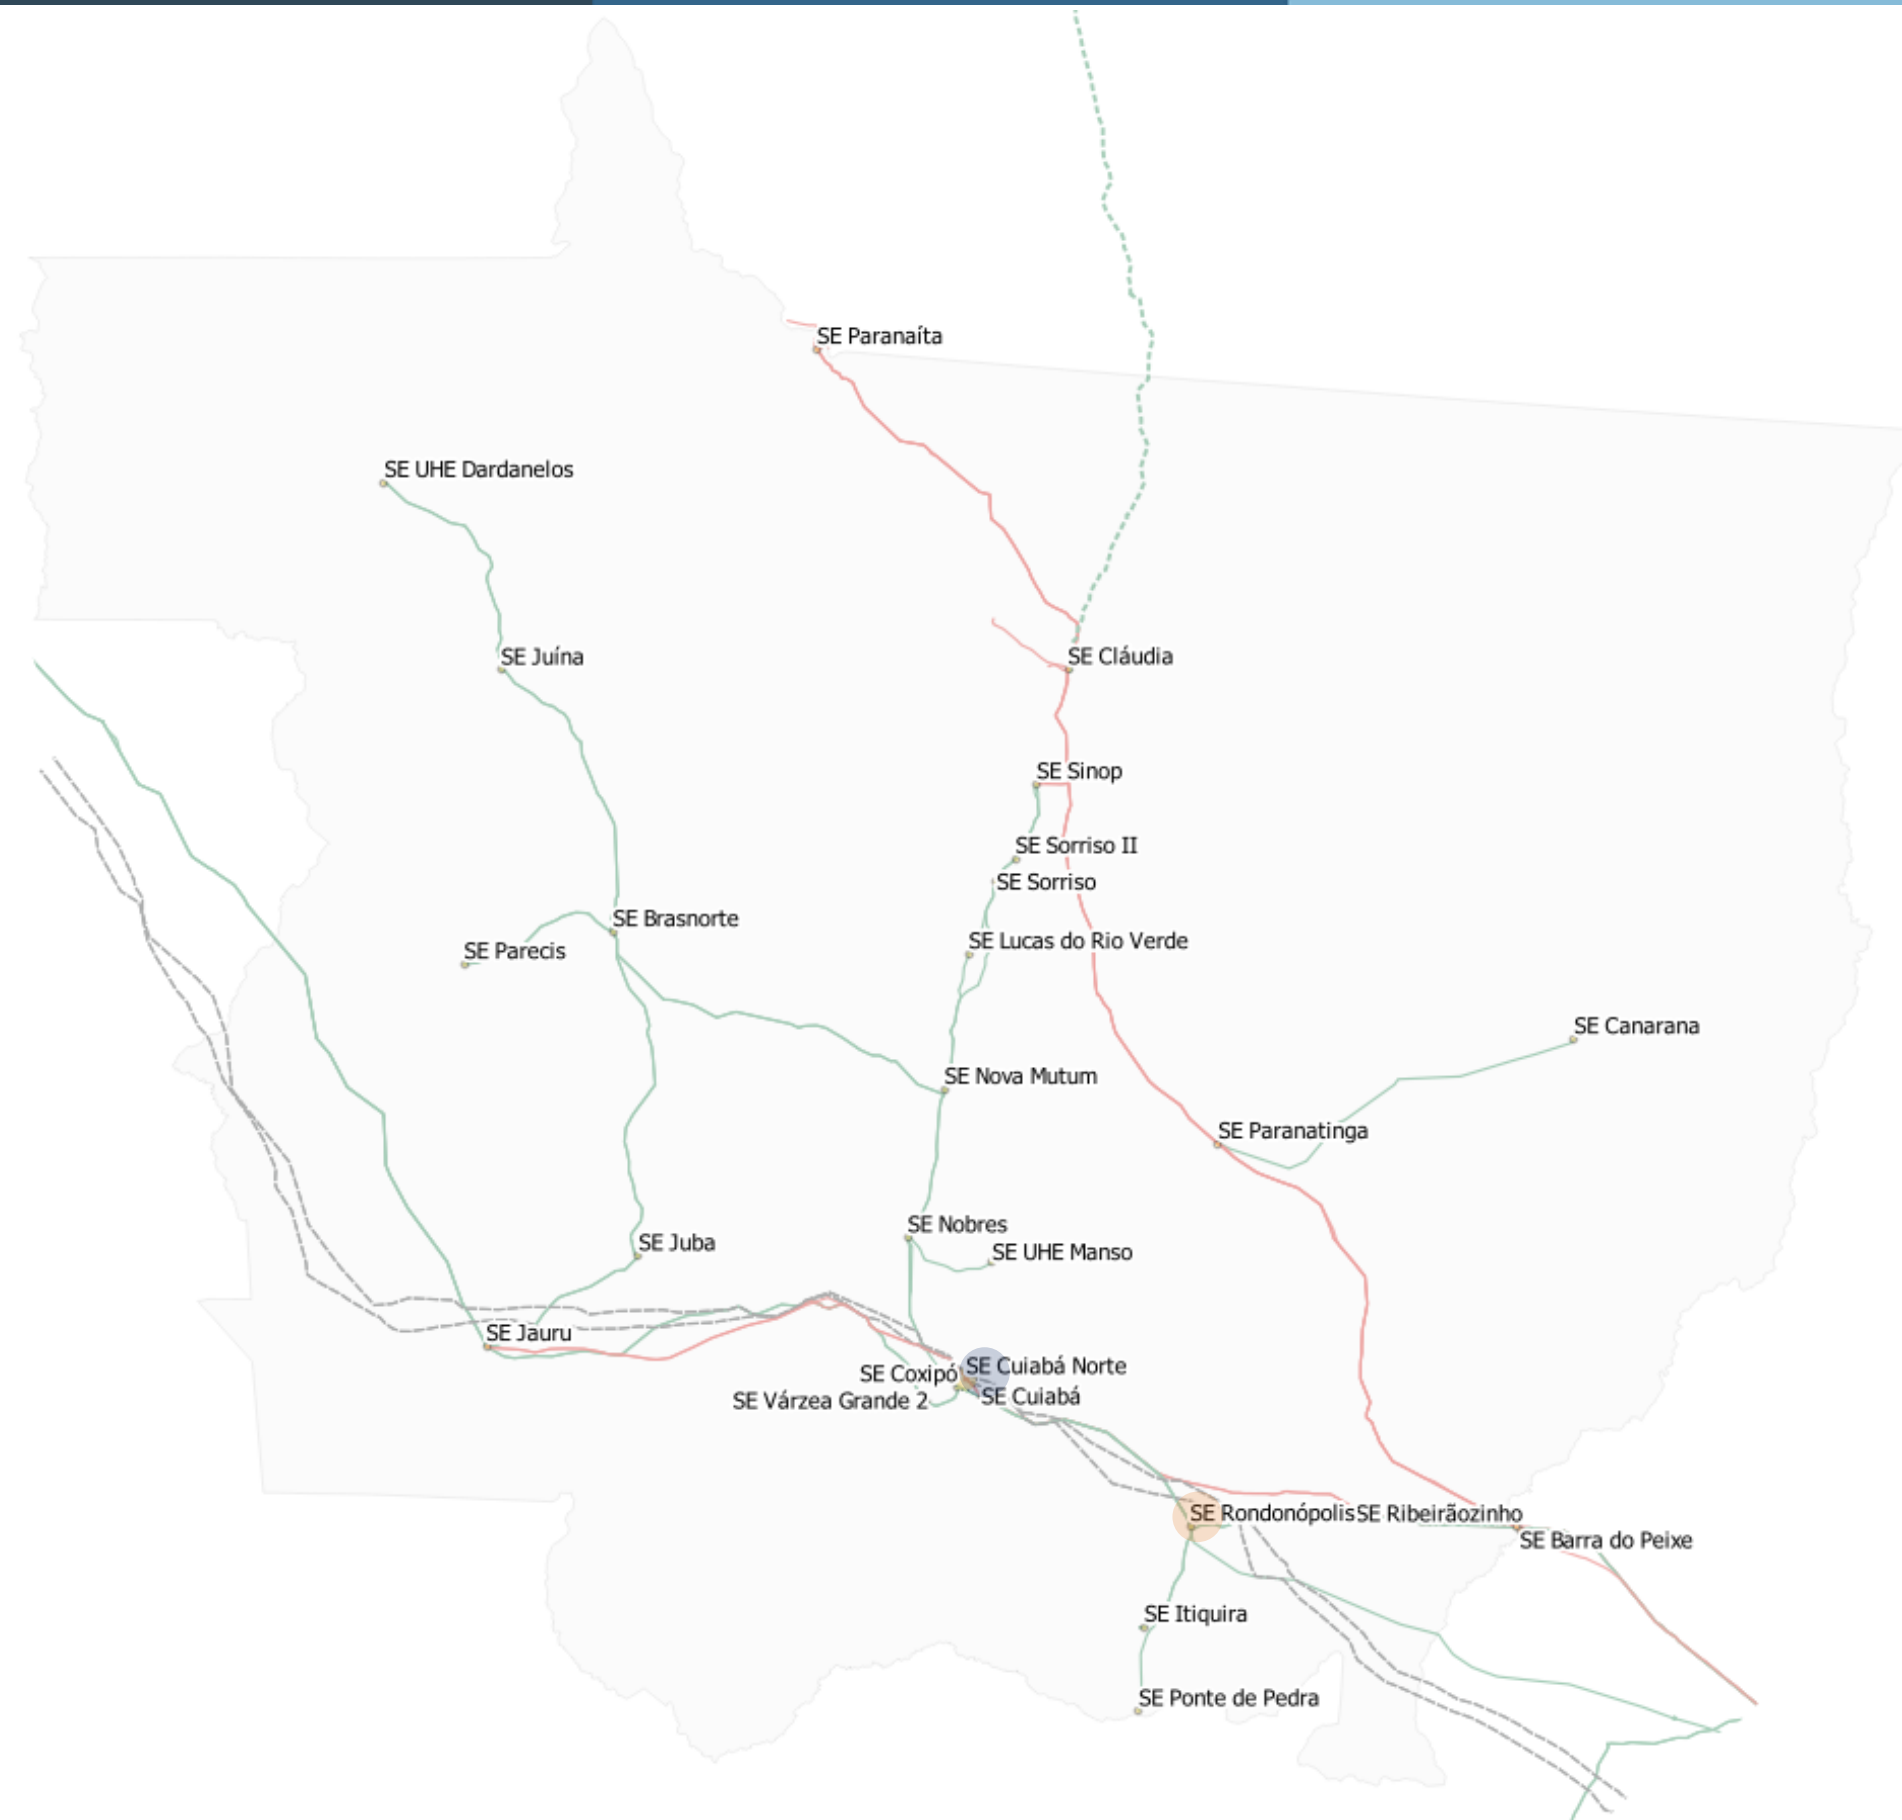 SE Paranaíta
SE UHE Dardanelos
SE Juína
SE Cláudia
SE Sinop
SE Sorriso II
SE Sorriso
SE Brasnorte
SE Lucas do Rio Verde
SE Parecis
SE Canarana
SE Nova Mutum
SE Paranatinga
SE Nobres
SE Juba
SE UHE Manso
SE Jauru
SE Cuiabá Norte
SE Coxipó
SE Cuiabá
SE Várzea Grande 2
SE Rondonópolis
SE Ribeirãozinho
SE Barra do Peixe
SE Itiquira
SE Ponte de Pedra